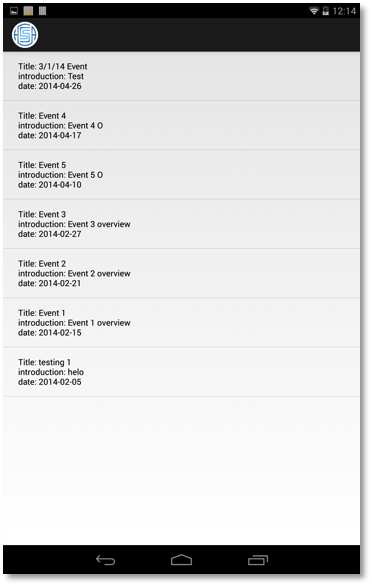 12:14
Title: 3/1/14 Event
introduction: Test
date: 2014-04-26
Title: Event 4
introduction: Event 4 O
date: 2014-04-17
Title: Event 5
introduction: Event 5 O
date: 2014-04-10
Title: Event 3
introduction: Event 3 overview
date: 2014-02-27
Title: Event 2
introduction: Event 2 overview
date: 2014-02-21
Title: Event 1
introduction: Event 1 overview
date: 2014-02-15
Title: testing 1
introduction: helo
date: 2014-02-05